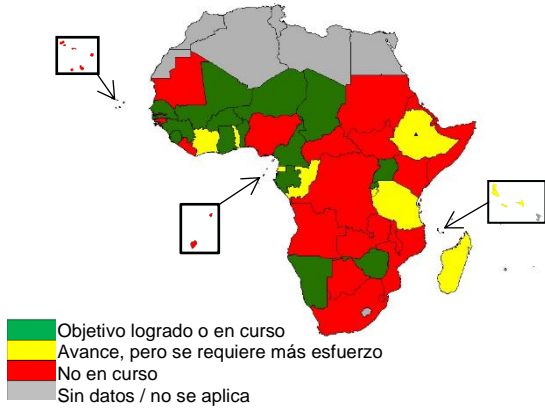 Objetivo logrado o en curso
Avance, pero se requiere más esfuerzo
No en curso
Sin datos / no se aplica